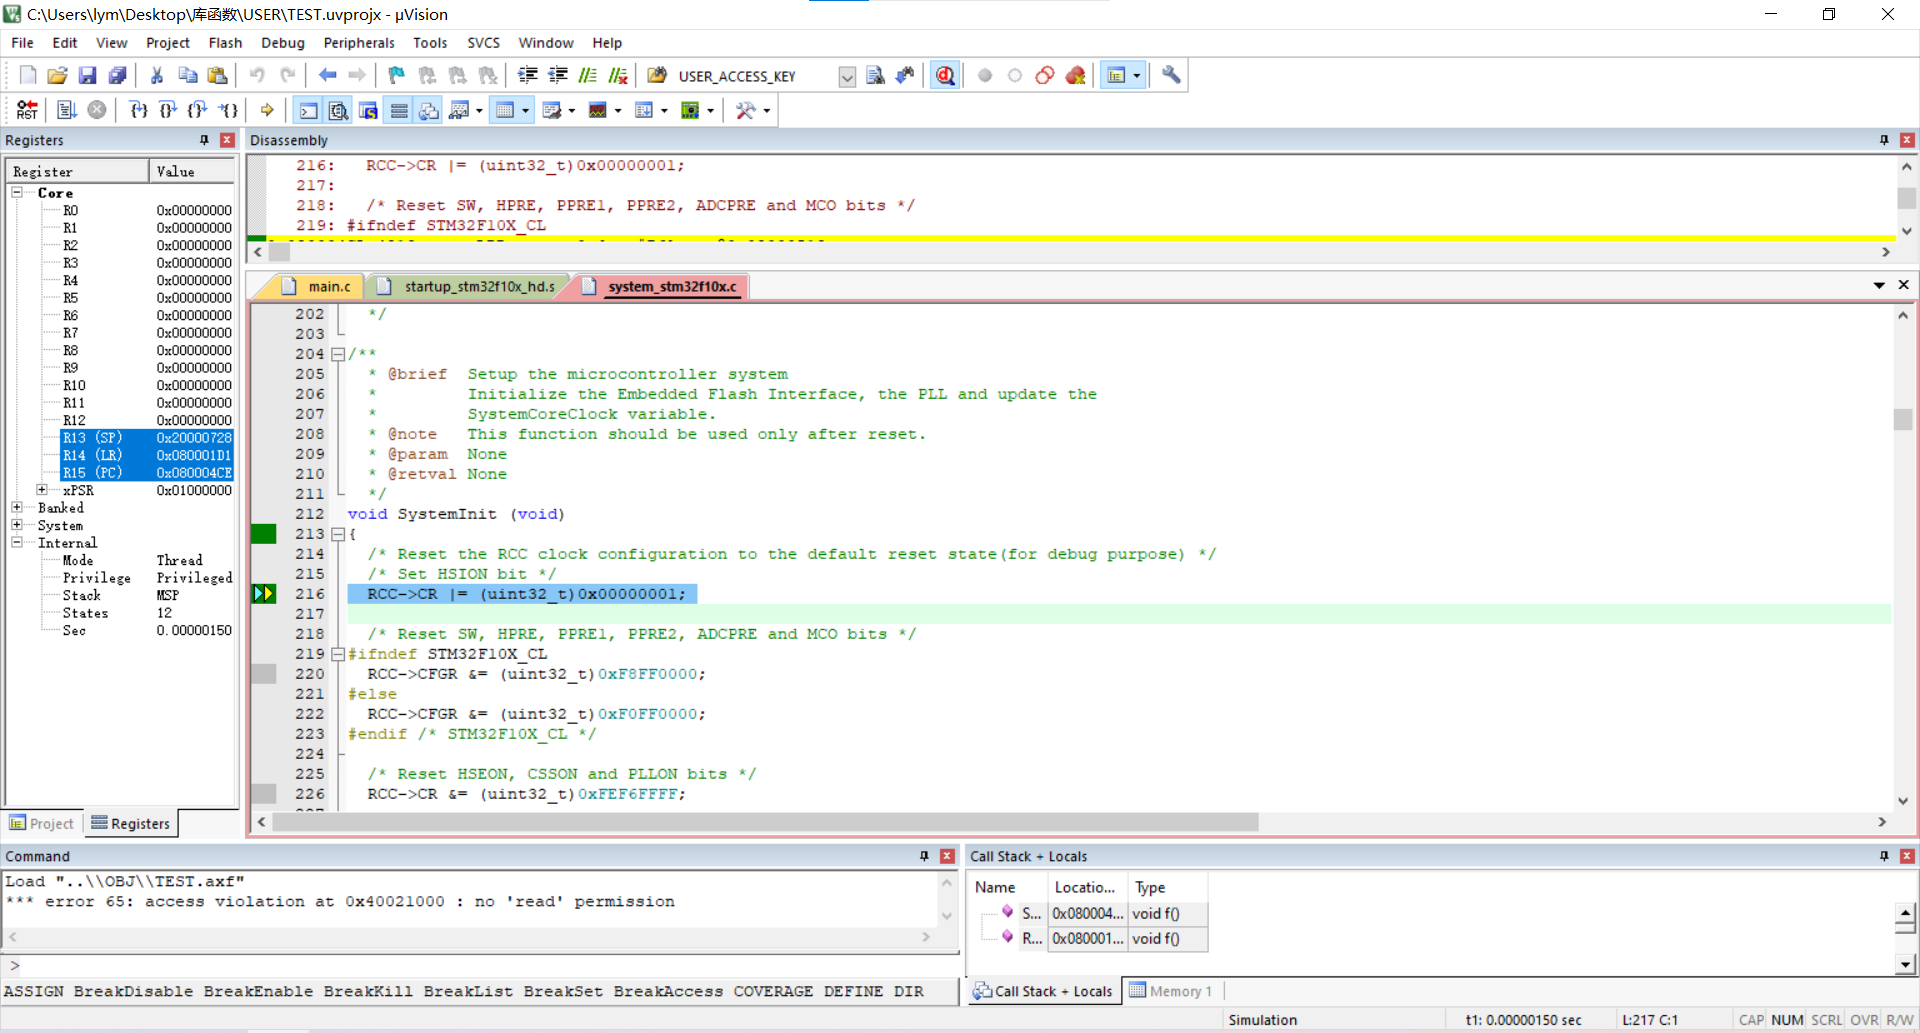 C:\Users\lym\Desktop\库函数\USER\TEST.uvprojx - µVision
File Edit View Project Flash Debug Peripherals Tools SVCS Window Help
USER_ACCESS_KEY
RST
Registers
Register Value
Core
R0 0x00000000
R1 0x00000000
R2 0x00000000
R3 0x00000000
R4 0x00000000
R5 0x00000000
R6 0x00000000
R7 0x00000000
R8 0x00000000
R9 0x00000000
R10 0x00000000
R11 0x00000000
R12 0x00000000
R13 (SP) 0x20000728
R14 (LR) 0x080001D1
R15 (PC) 0x080004CE
xPSR 0x01000000
Banked
System
Internal
Mode Thread
Privilege Privileged
Stack MSP
States 12
Sec 0.00000150
Project Registers
Disassembly
216: RCC->CR |= (uint32_t)0x00000001;
217:
218: /* Reset SW, HPRE, PPRE1, PPRE2, ADCPRE and MCO bits */
219: #ifndef STM32F10X_CL
main.c startup_stm32f10x_hd.s system_stm32f10x.c
202 */
203
204 /**
205 * @brief Setup the microcontroller system
206 * Initialize the Embedded Flash Interface, the PLL and update the
207 * SystemCoreClock variable.
208 * @note This function should be used only after reset.
209 * @param None
210 * @retval None
211 */
212 void SystemInit (void)
213 {
214 /* Reset the RCC clock configuration to the default reset state(for debug purpose) */
215 /* Set HSION bit */
216 RCC->CR |= (uint32_t)0x00000001;
217
218 /* Reset SW, HPRE, PPRE1, PPRE2, ADCPRE and MCO bits */
219 #ifndef STM32F10X_CL
220 RCC->CFGR &= (uint32_t)0xF8FF0000;
221 #else
222 RCC->CFGR &= (uint32_t)0xF0FF0000;
223 #endif /* STM32F10X_CL */
224
225 /* Reset HSEON, CSSON and PLLON bits */
226 RCC->CR &= (uint32_t)0xFEF6FFFF;
Command
Load "..\\OBJ\\TEST.axf"
*** error 65: access violation at 0x40021000 : no 'read' permission
>
ASSIGN BreakDisable BreakEnable BreakKill BreakList BreakSet BreakAccess COVERAGE DEFINE DIR
Call Stack + Locals
Name Locatio... Type
S... 0x080004... void f()
R... 0x080001... void f()
Call Stack + Locals Memory 1
Simulation t1: 0.00000150 sec L:217 C:1 CAP NUM SCRL OVR R/W